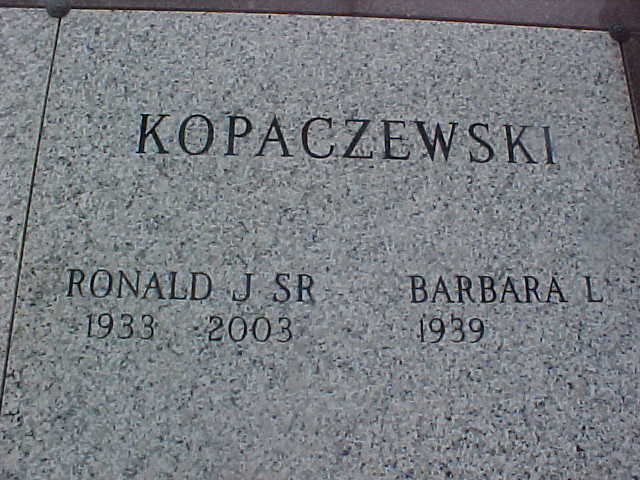 KOPACZEWSKI
RONALD J SR BARBARA L
1933 2003 1939